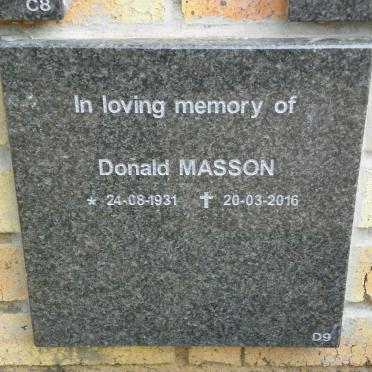 C8
In loving memory of
Donald MASSON
* 24-08-1931 ✝ 20-03-2016
D9